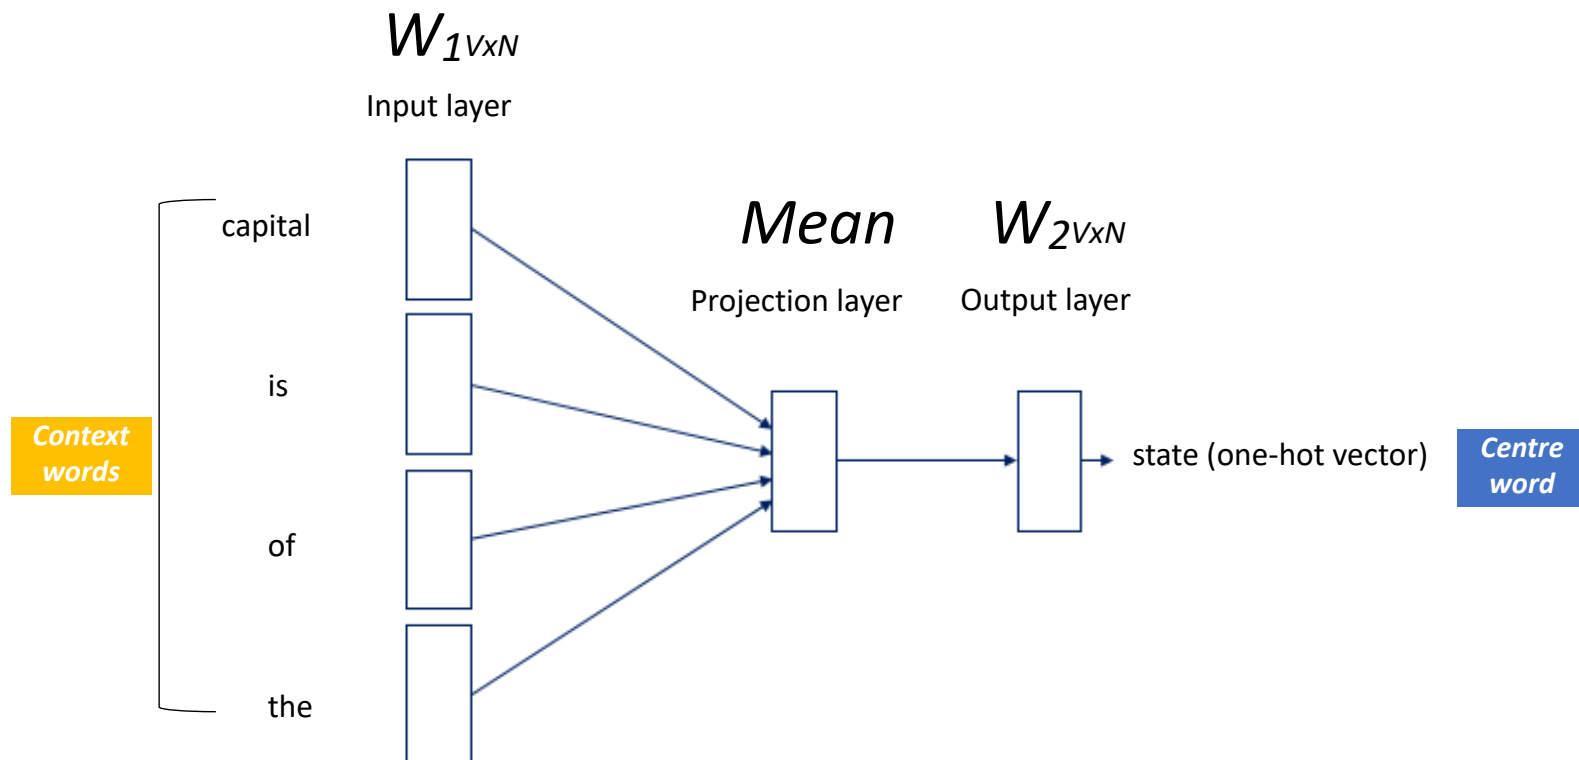 W1VxN
Input layer
capital
is
of
the
Context
words
Mean
Projection layer
W2VxN
Output layer
state (one-hot vector)
Centre
word